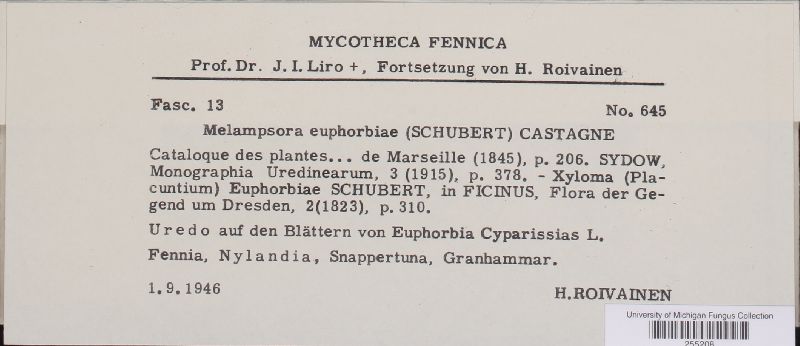 MYCOTHECA FENNICA
Prof. Dr. J. I. Liro +, Fortsetzung von H. Roivainen
Fasc. 13 No. 645
Melampsora euphorbiae (SCHUBERT) CASTAGNE
Cataloque des plantes... de Marseille (1845), p. 206. SYDOW,
Monographia Uredinearum, 3 (1915), p. 378. - Xyloma (Pla-
cuntium) Euphorbiae SCHUBERT, in FICINUS, Flora der Ge-
gend um Dresden, 2(1823), p. 310.
Uredo auf den Blättern von Euphorbia Cyparissias L.
Fennia, Nylandia, Snappertuna, Granhammar.
1. 9. 1946 H. ROIVAINEN
University of Michigan Fungus Collection
255206